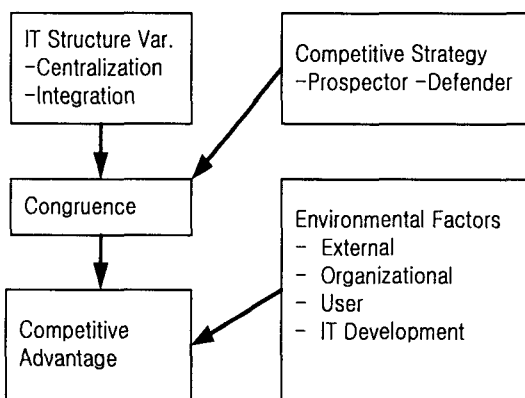 IT Structure Var.
-Centralization
-Integration
Competitive Strategy
-Prospector -Defender
Congruence
Environmental Factors
- External
- Organizational
- User
- IT Development
Competitive
Advantage